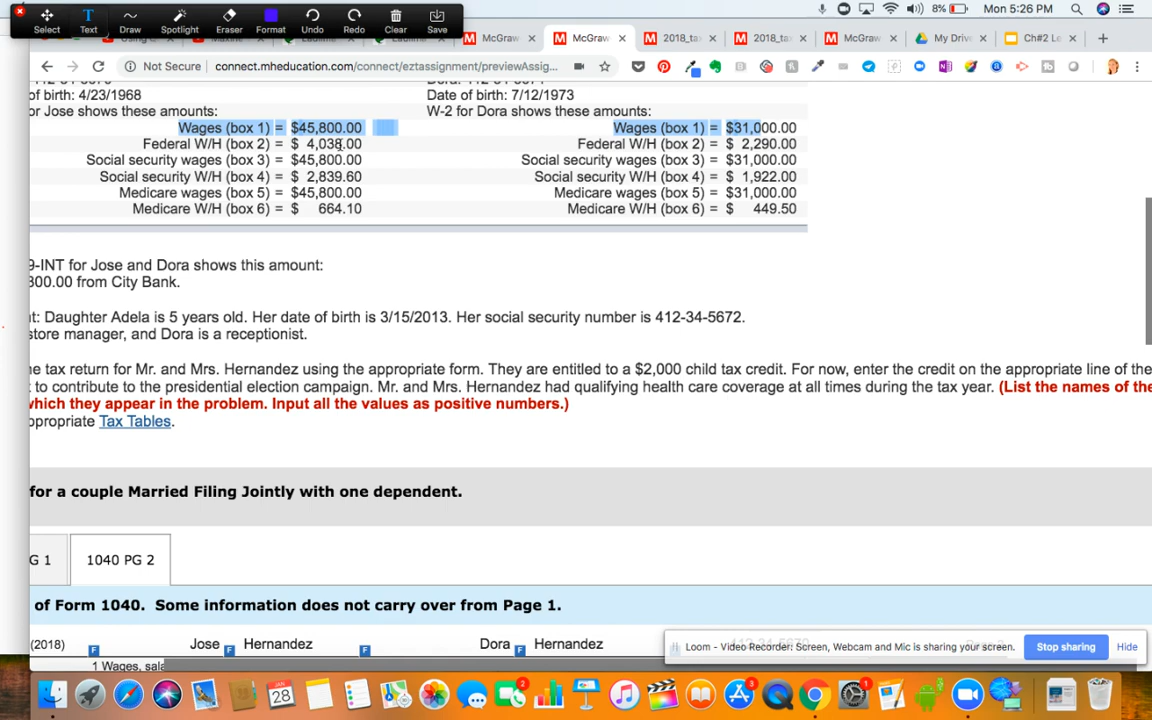 Mon 5:26 PM
8%
Select Text Draw Spotlight Eraser Format Undo Redo Clear Save
McGraw McGraw 2018_ta 2018_ta McGraw My Drive Ch#2 Le
Not Secure connect.mheducation.com/connect/eztassignment/previewAssig...
of birth: 4/23/1968 Date of birth: 7/12/1973
or Jose shows these amounts: W-2 for Dora shows these amounts:
Wages (box 1) = $45,800.00 Wages (box 1) = $31,000.00
Federal W/H (box 2) = $ 4,038.00 Federal W/H (box 2) = $ 2,290.00
Social security wages (box 3) = $45,800.00 Social security wages (box 3) = $31,000.00
Social security W/H (box 4) = $ 2,839.60 Social security W/H (box 4) = $ 1,922.00
Medicare wages (box 5) = $45,800.00 Medicare wages (box 5) = $31,000.00
Medicare W/H (box 6) = $ 664.10 Medicare W/H (box 6) = $ 449.50
9-INT for Jose and Dora shows this amount:
300.00 from City Bank.
nt: Daughter Adela is 5 years old. Her date of birth is 3/15/2013. Her social security number is 412-34-5672.
store manager, and Dora is a receptionist.
ne tax return for Mr. and Mrs. Hernandez using the appropriate form. They are entitled to a $2,000 child tax credit. For now, enter the credit on the appropriate line of the
t to contribute to the presidential election campaign. Mr. and Mrs. Hernandez had qualifying health care coverage at all times during the tax year. (List the names of the
which they appear in the problem. Input all the values as positive numbers.)
ppropriate Tax Tables.
for a couple Married Filing Jointly with one dependent.
G 1 1040 PG 2
of Form 1040. Some information does not carry over from Page 1.
(2018) F Jose F Hernandez F Dora F Hernandez
Loom - Video Recorder: Screen, Webcam and Mic is sharing your screen. Stop sharing Hide
1 Wages, sala
JAN
28
2
3
1